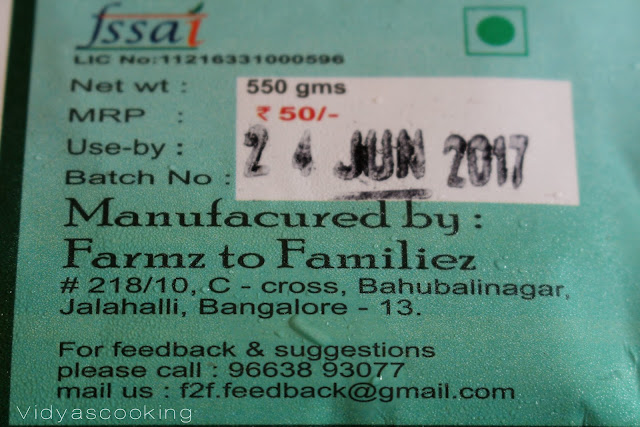 fssai
LIC No:11216331000596
Net wt : 550 gms
MRP : ₹ 50/-
Use-by : 24 JUN 2017
Batch No :
Manufacured by :
Farmz to Familiez
# 218/10, C - cross, Bahubalinagar,
Jalahalli, Bangalore - 13.
For feedback & suggestions
please call : 96638 93077
mail us : f2f.feedback@gmail.com
Vidyascooking